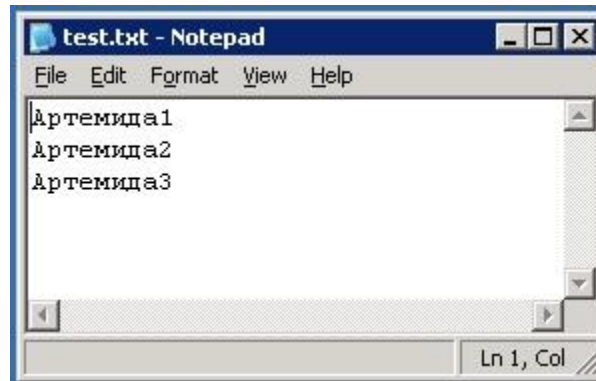 test.txt - Notepad
File Edit Format View Help
Артемида1
Артемида2
Артемида3
Ln 1, Col